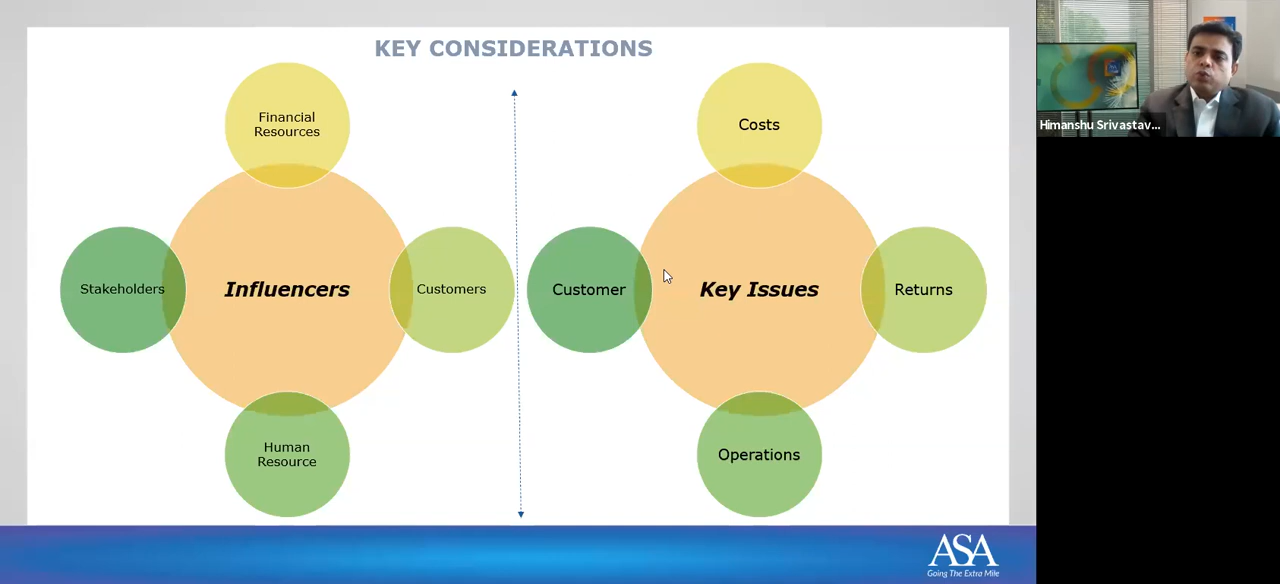 KEY CONSIDERATIONS
Financial
Resources
Stakeholders
Influencers
Customers
Human
Resource
Costs
Customer
Key Issues
Returns
Operations
Himanshu Srivastav...
ASA
Going The Extra Mile